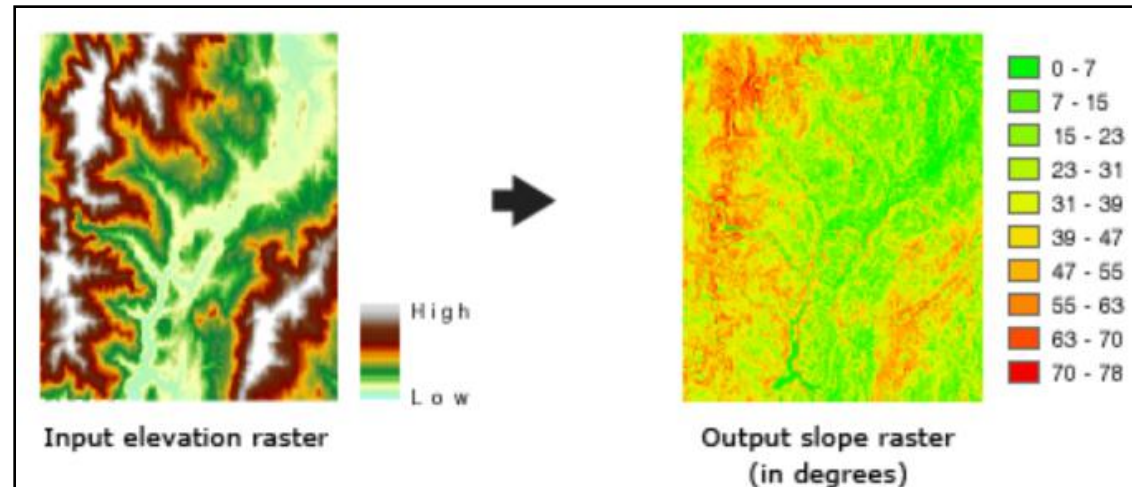 High
Low
Input elevation raster
0 - 7
7 - 15
15 - 23
23 - 31
31 - 39
39 - 47
47 - 55
55 - 63
63 - 70
70 - 78
Output slope raster
(in degrees)